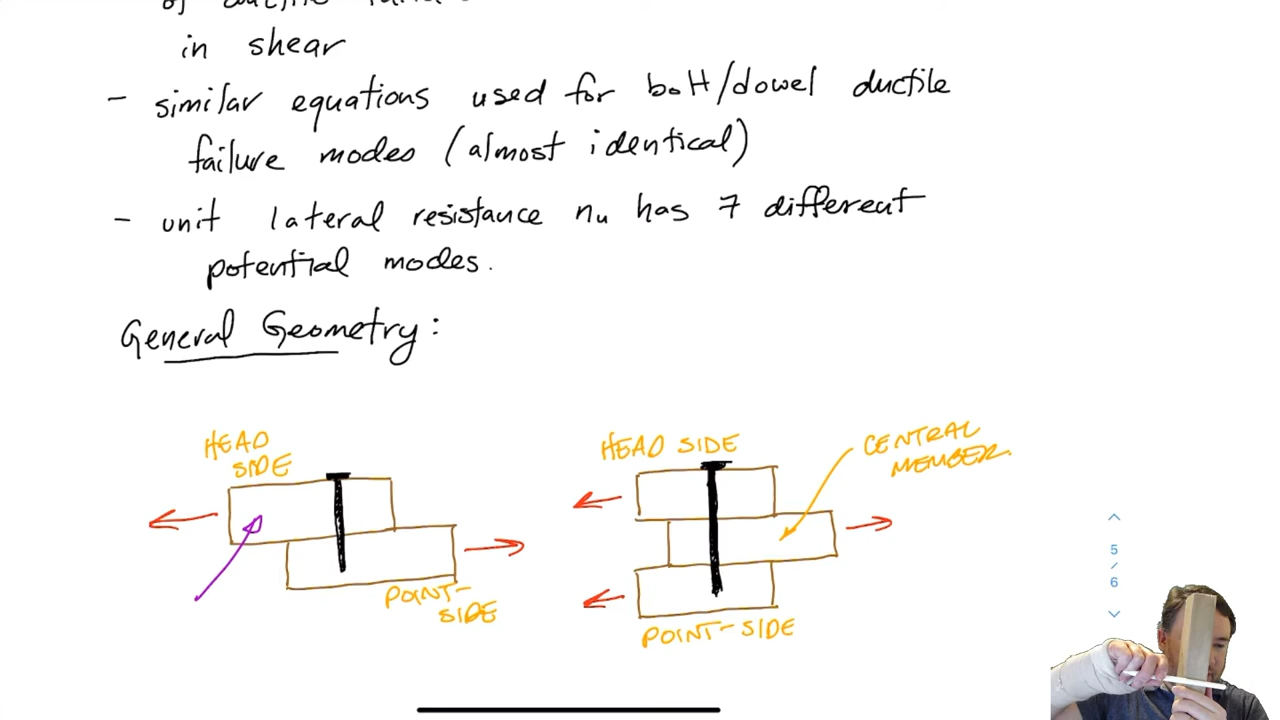 in shear
- similar equations used for bolt/dowel ductile
failure modes (almost identical)
- unit lateral resistance nu has 7 different
potential modes.
General Geometry:
HEAD
SIDE
POINT-
SIDE
HEAD SIDE
CENTRAL
MEMBER.
POINT-SIDE
5
/
6